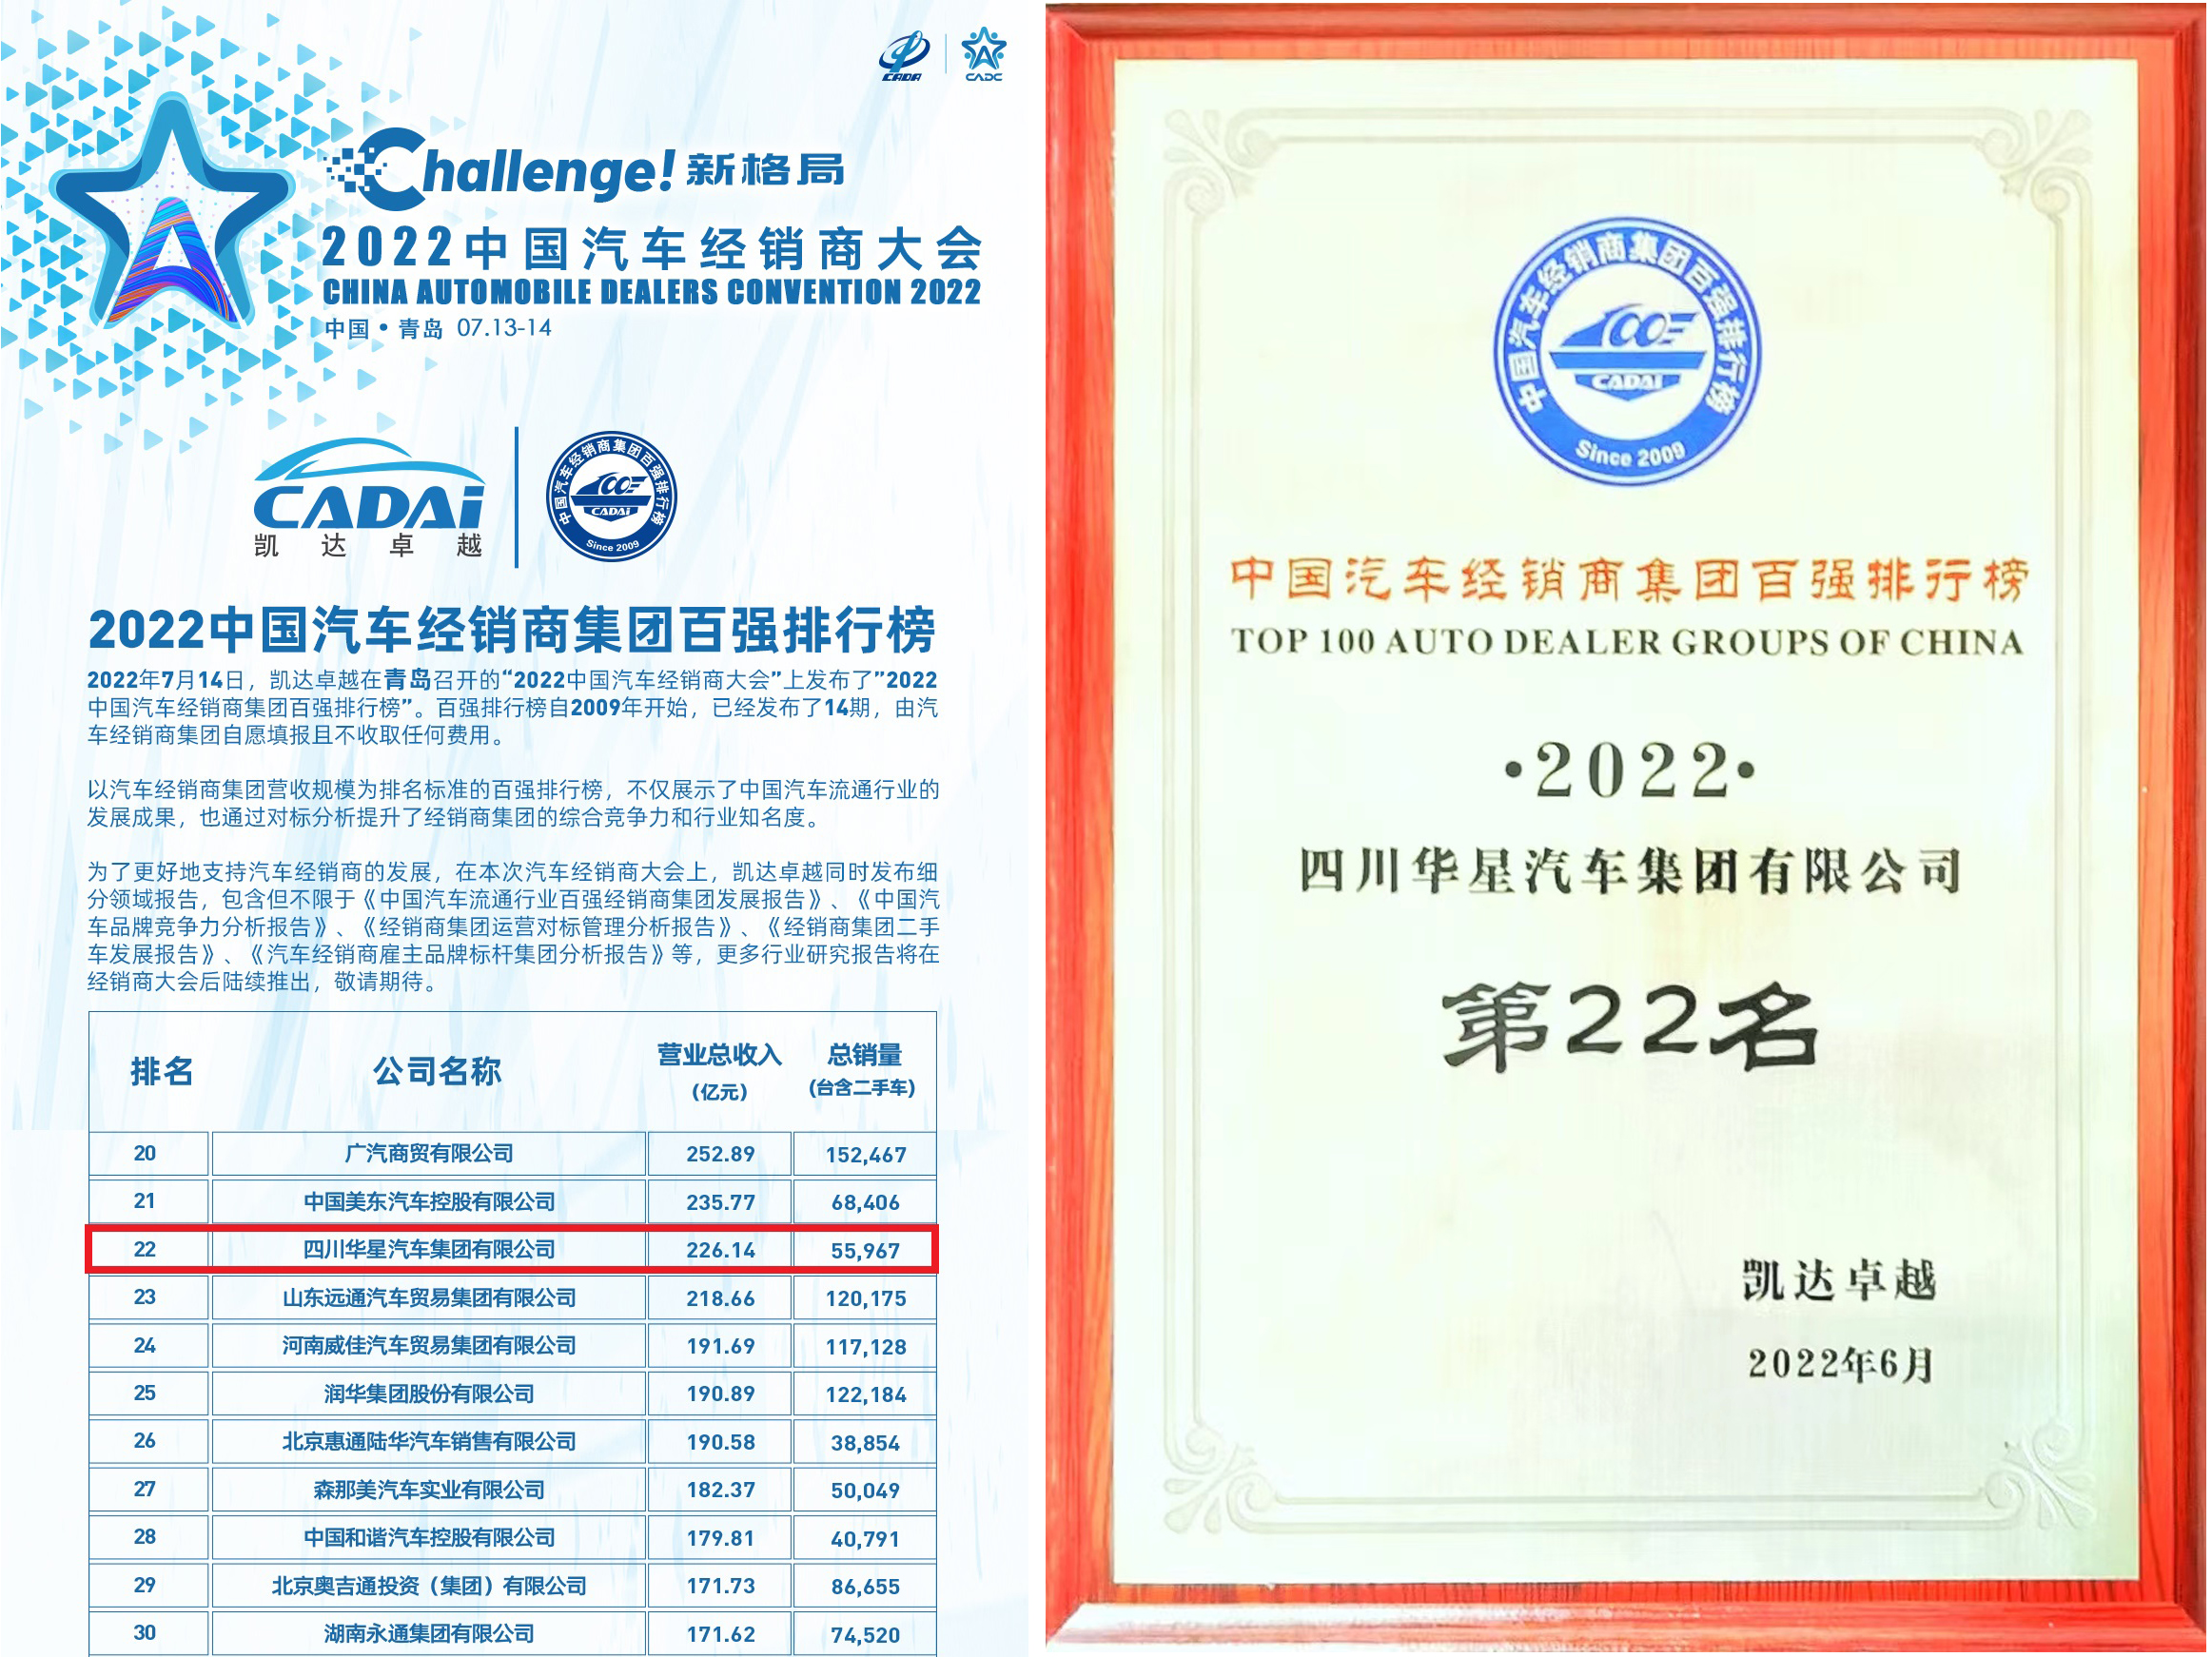 CADA
CADC
Challenge!新格局
2022中国汽车经销商大会
CHINA AUTOMOBILE DEALERS CONVENTION 2022
中国·青岛 07.13-14
CADAi
凯达卓越
中国汽车经销商集团百强排行榜
100强
CADAi
Since 2009
2022中国汽车经销商集团百强排行榜
2022年7月14日，凯达卓越在青岛召开的“2022中国汽车经销商大会”上发布了”2022
中国汽车经销商集团百强排行榜”。百强排行榜自2009年开始，已经发布了14期，由汽
车经销商集团自愿填报且不收取任何费用。
以汽车经销商集团营收规模为排名标准的百强排行榜，不仅展示了中国汽车流通行业的
发展成果，也通过对标分析提升了经销商集团的综合竞争力和行业知名度。
为了更好地支持汽车经销商的发展，在本次汽车经销商大会上，凯达卓越同时发布细
分领域报告，包含但不限于《中国汽车流通行业百强经销商集团发展报告》、《中国汽
车品牌竞争力分析报告》、《经销商集团运营对标管理分析报告》、《经销商集团二手
车发展报告》、《汽车经销商雇主品牌标杆集团分析报告》等，更多行业研究报告将在
经销商大会后陆续推出，敬请期待。
排名 公司名称 营业总收入（亿元） 总销量（台含二手车）
20 广汽商贸有限公司 252.89 152,467
21 中国美东汽车控股有限公司 235.77 68,406
22 四川华星汽车集团有限公司 226.14 55,967
23 山东远通汽车贸易集团有限公司 218.66 120,175
24 河南威佳汽车贸易集团有限公司 191.69 117,128
25 润华集团股份有限公司 190.89 122,184
26 北京惠通陆华汽车销售有限公司 190.58 38,854
27 森那美汽车实业有限公司 182.37 50,049
28 中国和谐汽车控股有限公司 179.81 40,791
29 北京奥吉通投资（集团）有限公司 171.73 86,655
30 湖南永通集团有限公司 171.62 74,520
中国汽车经销商集团百强排行榜
CADAi
Since 2009
中国汽车经销商集团百强排行榜
TOP 100 AUTO DEALER GROUPS OF CHINA
·2022·
四川华星汽车集团有限公司
第22名
凯达卓越
2022年6月